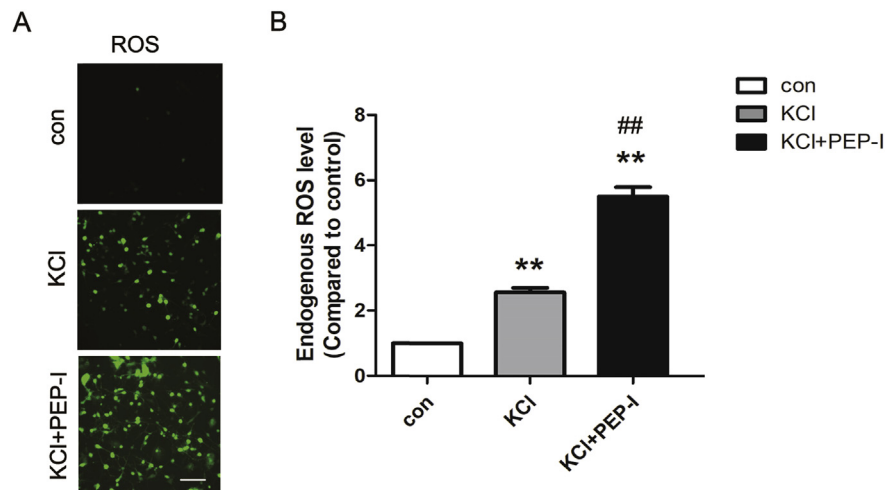 A
ROS
con
KCl
KCl+PEP-I
B
Endogenous ROS level
(Compared to control)
8
6
4
2
0
**
##
**
con
KCl
KCl+PEP-I
con
KCl
KCl+PEP-I